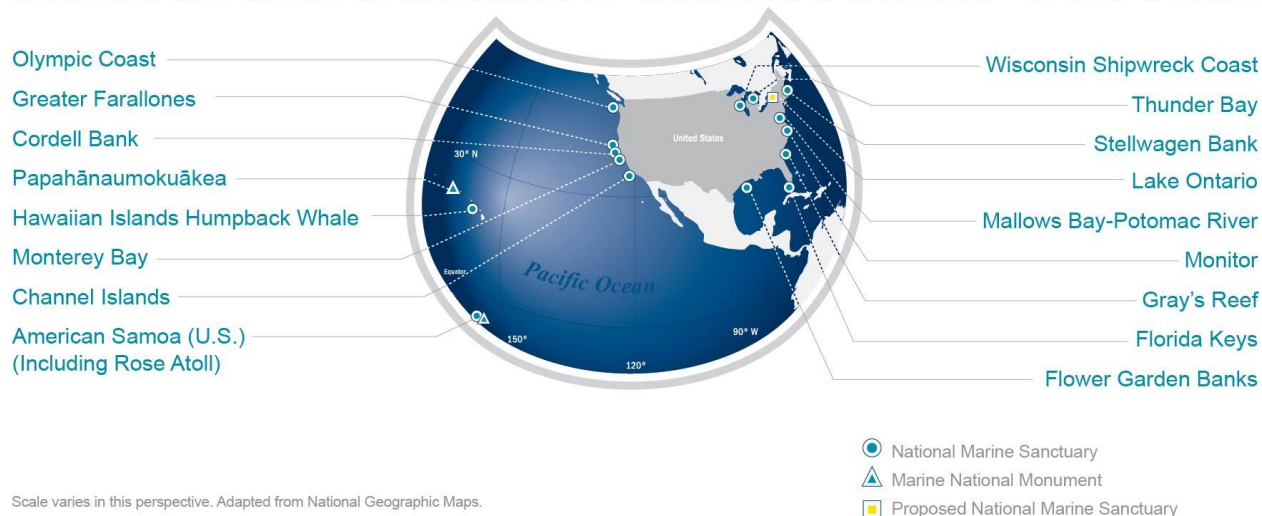 Olympic Coast
Greater Farallones
Cordell Bank
Papahānaumokuākea
Hawaiian Islands Humpback Whale
Monterey Bay
Channel Islands
American Samoa (U.S.)
(Including Rose Atoll)
United States
30° N
Equator
Pacific Ocean
150°
120°
90° W
Wisconsin Shipwreck Coast
Thunder Bay
Stellwagen Bank
Lake Ontario
Mallows Bay-Potomac River
Monitor
Gray's Reef
Florida Keys
Flower Garden Banks
National Marine Sanctuary
Marine National Monument
Proposed National Marine Sanctuary
Scale varies in this perspective. Adapted from National Geographic Maps.